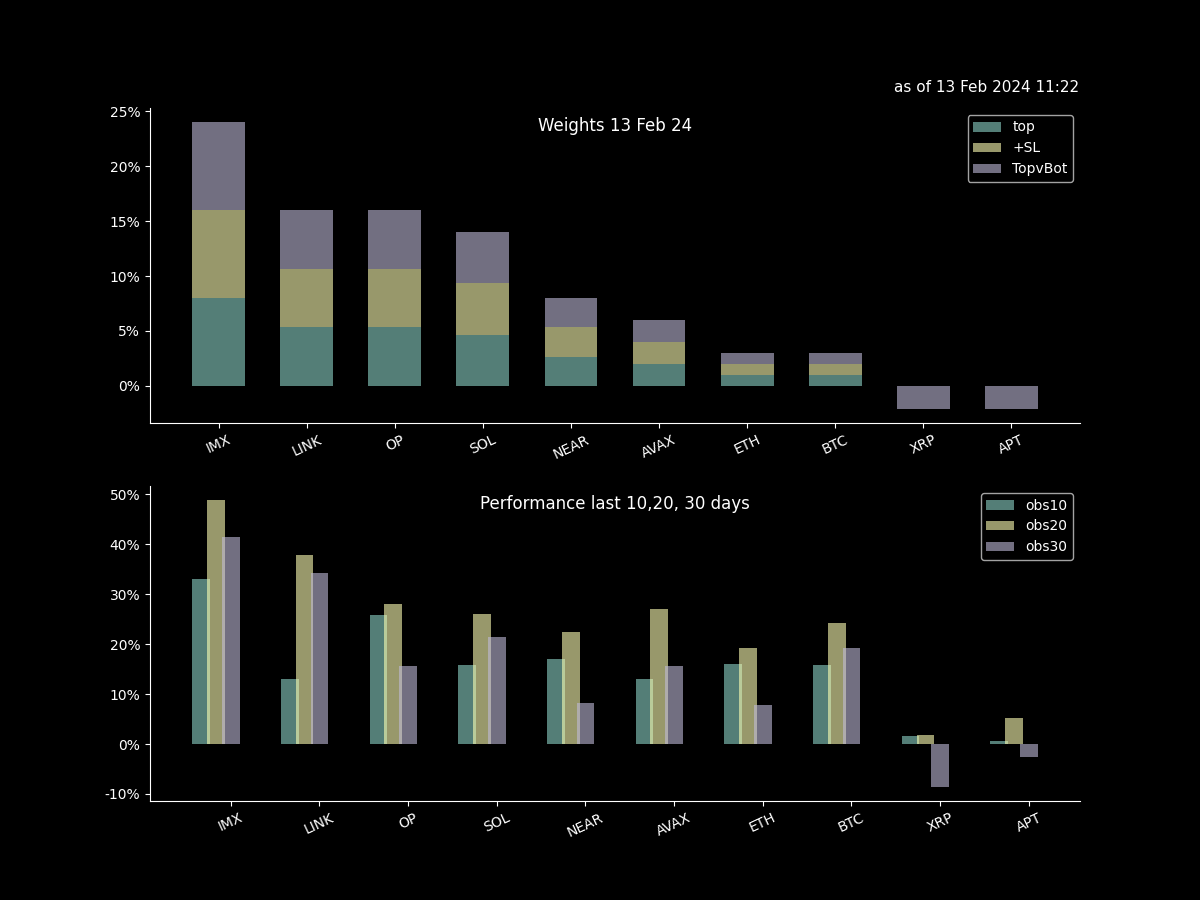 as of 13 Feb 2024 11:22
Weights 13 Feb 24
top
+SL
TopvBot
25%
20%
15%
10%
5%
0%
IMX LINK OP SOL NEAR AVAX ETH BTC XRP APT
Performance last 10,20, 30 days
obs10
obs20
obs30
50%
40%
30%
20%
10%
0%
-10%
IMX LINK OP SOL NEAR AVAX ETH BTC XRP APT